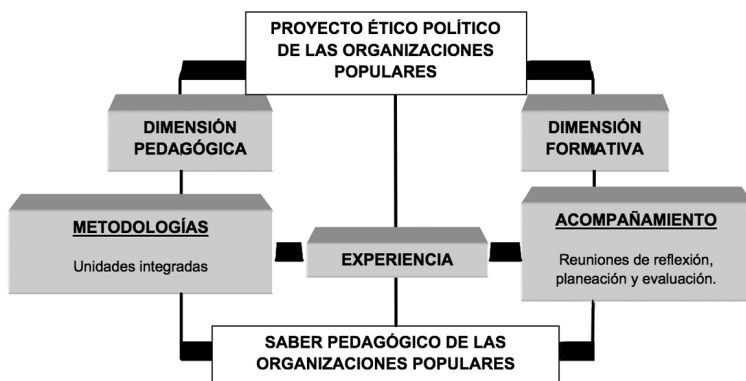 PROYECTO ÉTICO POLÍTICO
DE LAS ORGANIZACIONES
POPULARES
DIMENSIÓN
PEDAGÓGICA
DIMENSIÓN
FORMATIVA
METODOLOGÍAS
Unidades integradas
EXPERIENCIA
ACOMPAÑAMIENTO
Reuniones de reflexión,
planeación y evaluación.
SABER PEDAGÓGICO DE LAS
ORGANIZACIONES POPULARES